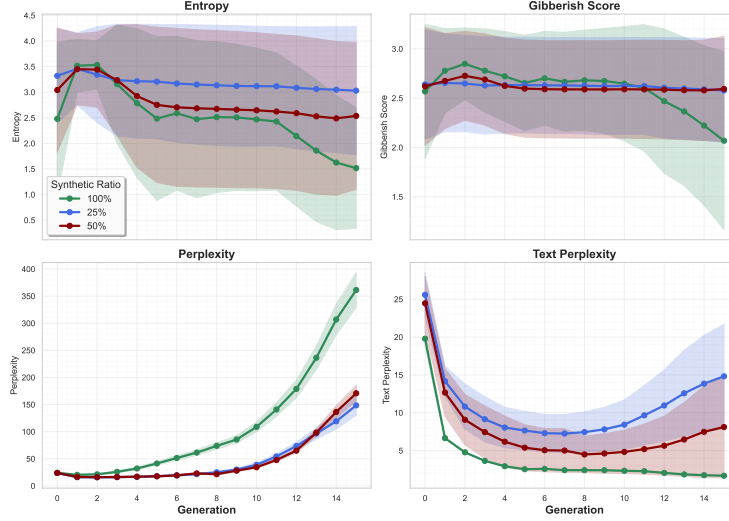 Entropy
Gibberish Score
4.5
4.0
3.5
3.0
2.5
2.0
1.5
1.0
0.5
Entropy
Synthetic Ratio
100%
25%
50%
3.0
2.5
2.0
1.5
Gibberish Score
Perplexity
Text Perplexity
400
350
300
250
200
150
100
50
0
Perplexity
0 2 4 6 8 10 12 14
Generation
25
20
15
10
5
Text Perplexity
0 2 4 6 8 10 12 14
Generation